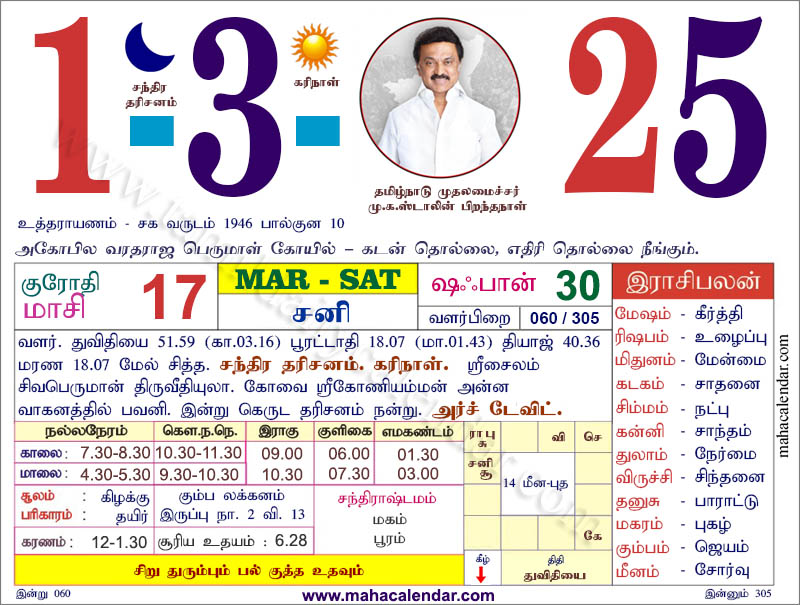 1 - 3 - 25
சந்திர தரிசனம்
கரிநாள்
தமிழ்நாடு முதலமைச்சர்
மு.க.ஸ்டாலின் பிறந்தநாள்
உத்தராயணம் - சக வருடம் 1946 பால்குன 10
அகோபில வரதராஜ பெருமாள் கோயில் – கடன் தொல்லை, எதிரி தொல்லை நீங்கும்.
குரோதி
மாசி 17
MAR - SAT
சனி
ஷஃபான் 30
வளர்பிறை 060 / 305
வளர். துவிதியை 51.59 (கா.03.16) பூரட்டாதி 18.07 (மா.01.43) தியாஜ் 40.36
மரண 18.07 மேல் சித்த. சந்திர தரிசனம். கரிநாள். ஸ்ரீசைலம்
சிவபெருமான் திருவீதியுலா. கோவை ஸ்ரீகோணியம்மன் அன்ன
வாகனத்தில் பவனி. இன்று கெருட தரிசனம் நன்று. அர்ச் டேவிட்.
நல்லநேரம் கௌ.ந.நெ. இராகு குளிகை எமகண்டம்
காலை: 7.30-8.30 10.30-11.30 09.00 06.00 01.30
மாலை: 4.30-5.30 9.30-10.30 10.30 07.30 03.00
சூலம் : கிழக்கு
பரிகாரம் : தயிர்
கும்ப லக்கனம்
இருப்பு நா. 2 வி. 13
சந்திராஷ்டமம்
மகம்
பூரம்
கரணம் : 12-1.30 சூரிய உதயம் : 6.28
ரா பு சு
வி
செ
சனி சூ
14 மீன-புத
கே
கீழ்
திதி
துவிதியை
சிறு துரும்பும் பல் குத்த உதவும்
இராசிபலன்
மேஷம் - கீர்த்தி
ரிஷபம் - உழைப்பு
மிதுனம் - மேன்மை
கடகம் - சாதனை
சிம்மம் - நட்பு
கன்னி - சாந்தம்
துலாம் - நேர்மை
விருச்சி - சிந்தனை
தனுசு - பாராட்டு
மகரம் - புகழ்
கும்பம் - ஜெயம்
மீனம் - சோர்வு
mahacalendar.com
இன்று 060
www.mahacalendar.com
இன்னும் 305